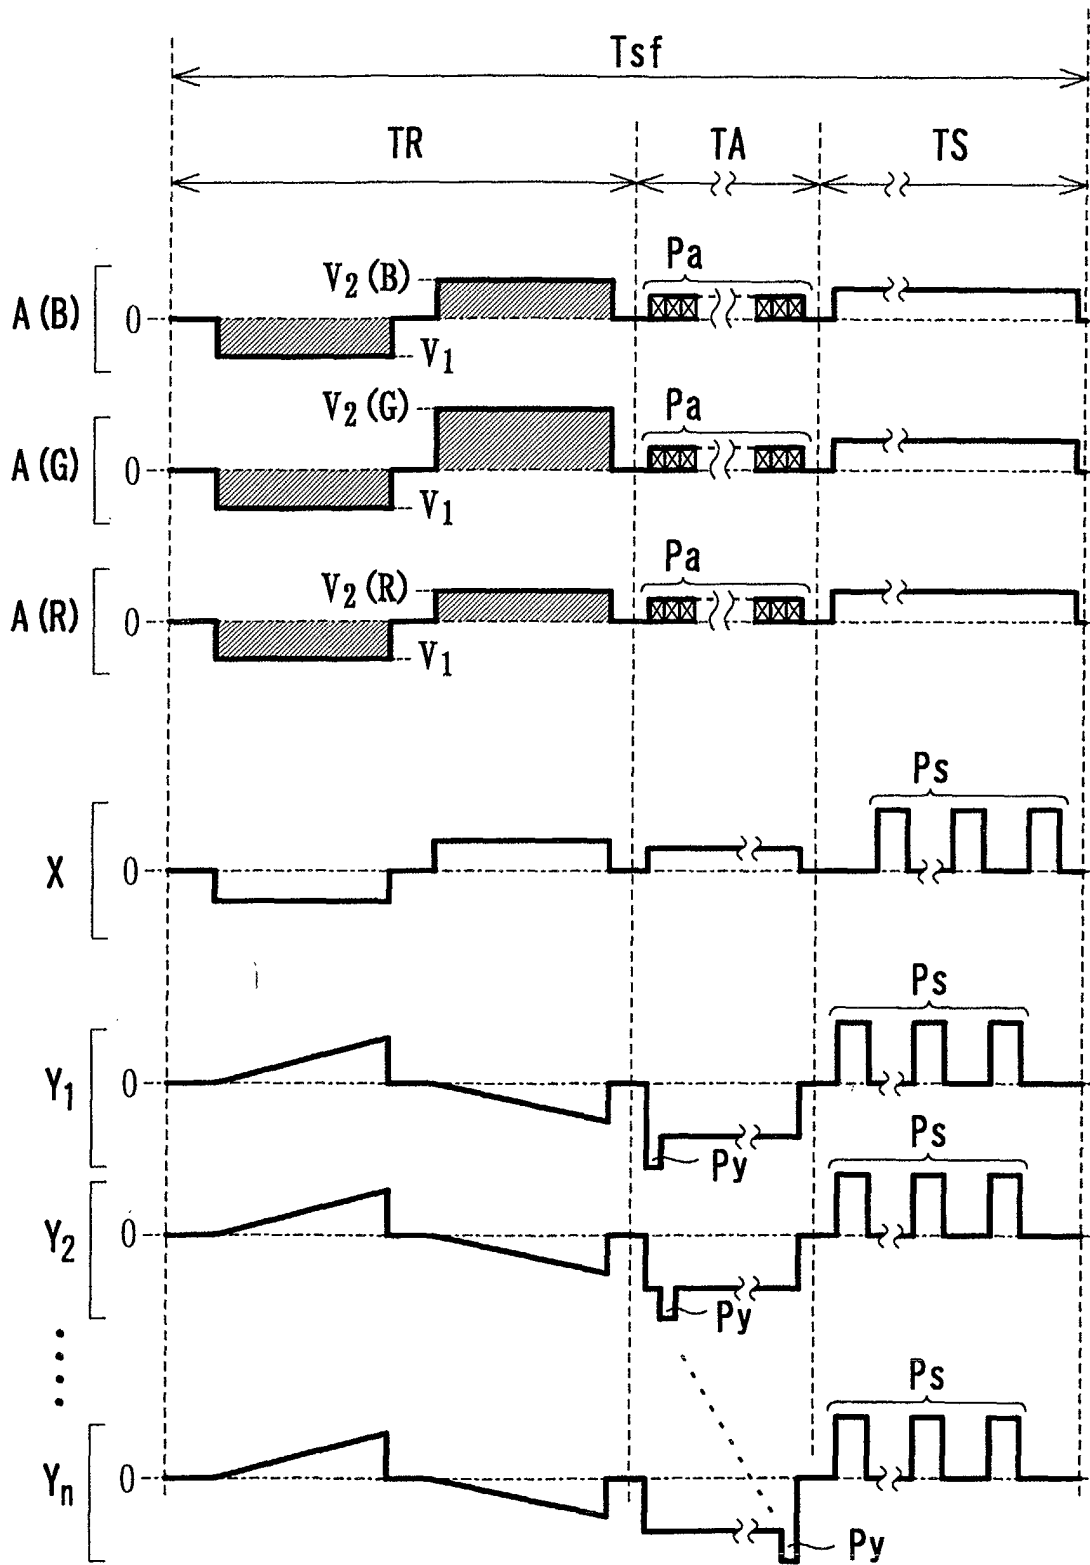 Tsf
TR TA TS
Pa
V2(B)
A(B) 0
V1
Pa
V2(G)
A(G) 0
V1
Pa
V2(R)
A(R) 0
V1
Ps
X 0
Ps
Y1 0
Py
Ps
Y2 0
Py
Ps
Yn 0
Py